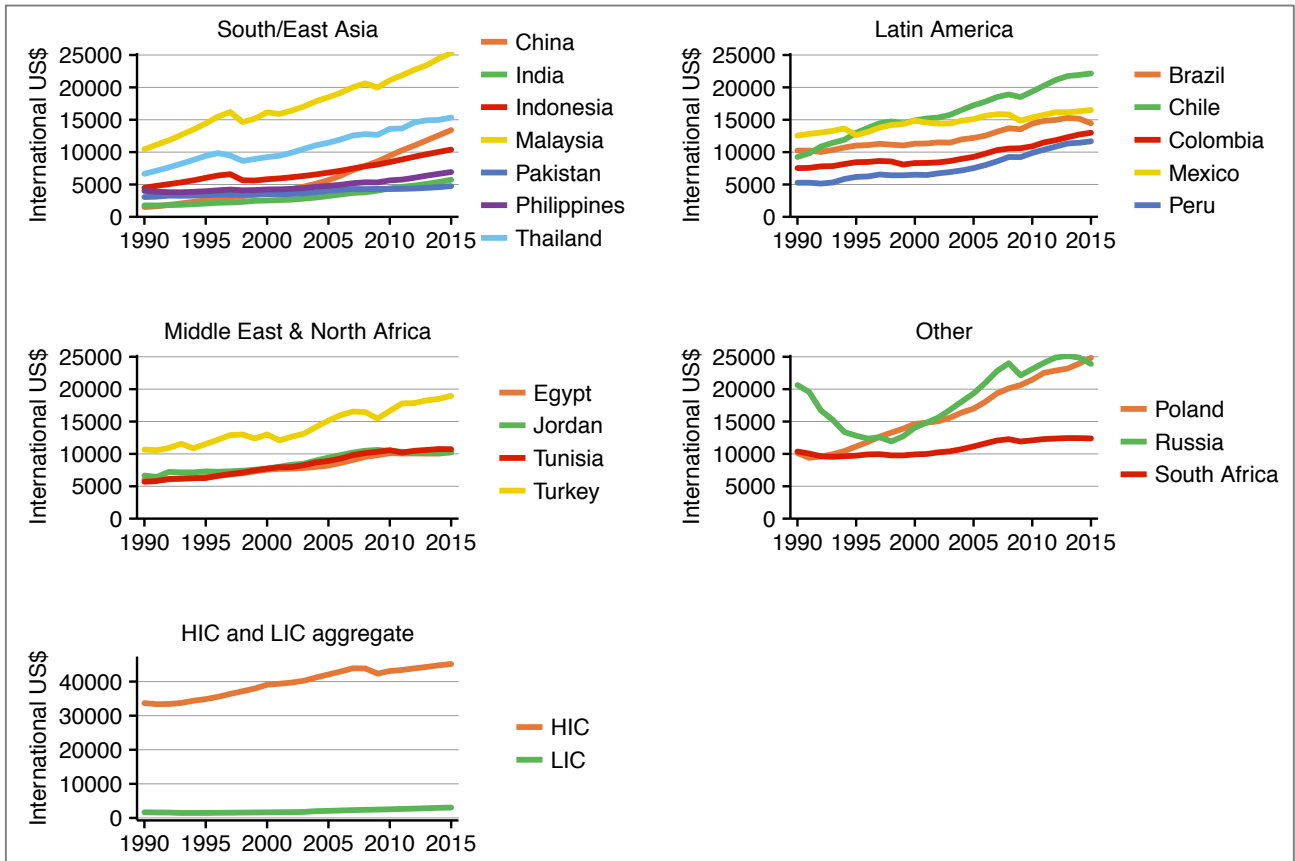 South/East Asia
International US$
25000
20000
15000
10000
5000
0
1990 1995 2000 2005 2010 2015
China
India
Indonesia
Malaysia
Pakistan
Philippines
Thailand
Latin America
International US$
25000
20000
15000
10000
5000
0
1990 1995 2000 2005 2010 2015
Brazil
Chile
Colombia
Mexico
Peru
Middle East & North Africa
International US$
25000
20000
15000
10000
5000
0
1990 1995 2000 2005 2010 2015
Egypt
Jordan
Tunisia
Turkey
Other
International US$
25000
20000
15000
10000
5000
0
1990 1995 2000 2005 2010 2015
Poland
Russia
South Africa
HIC and LIC aggregate
International US$
40000
30000
20000
10000
0
1990 1995 2000 2005 2010 2015
HIC
LIC